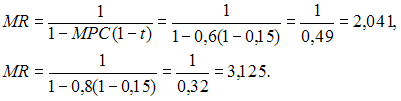 MR = 1/(1−MPC(1−t)) = 1/(1−0,6(1−0,15)) = 1/0,49 = 2,041,
MR = 1/(1−0,8(1−0,15)) = 1/0,32 = 3,125.